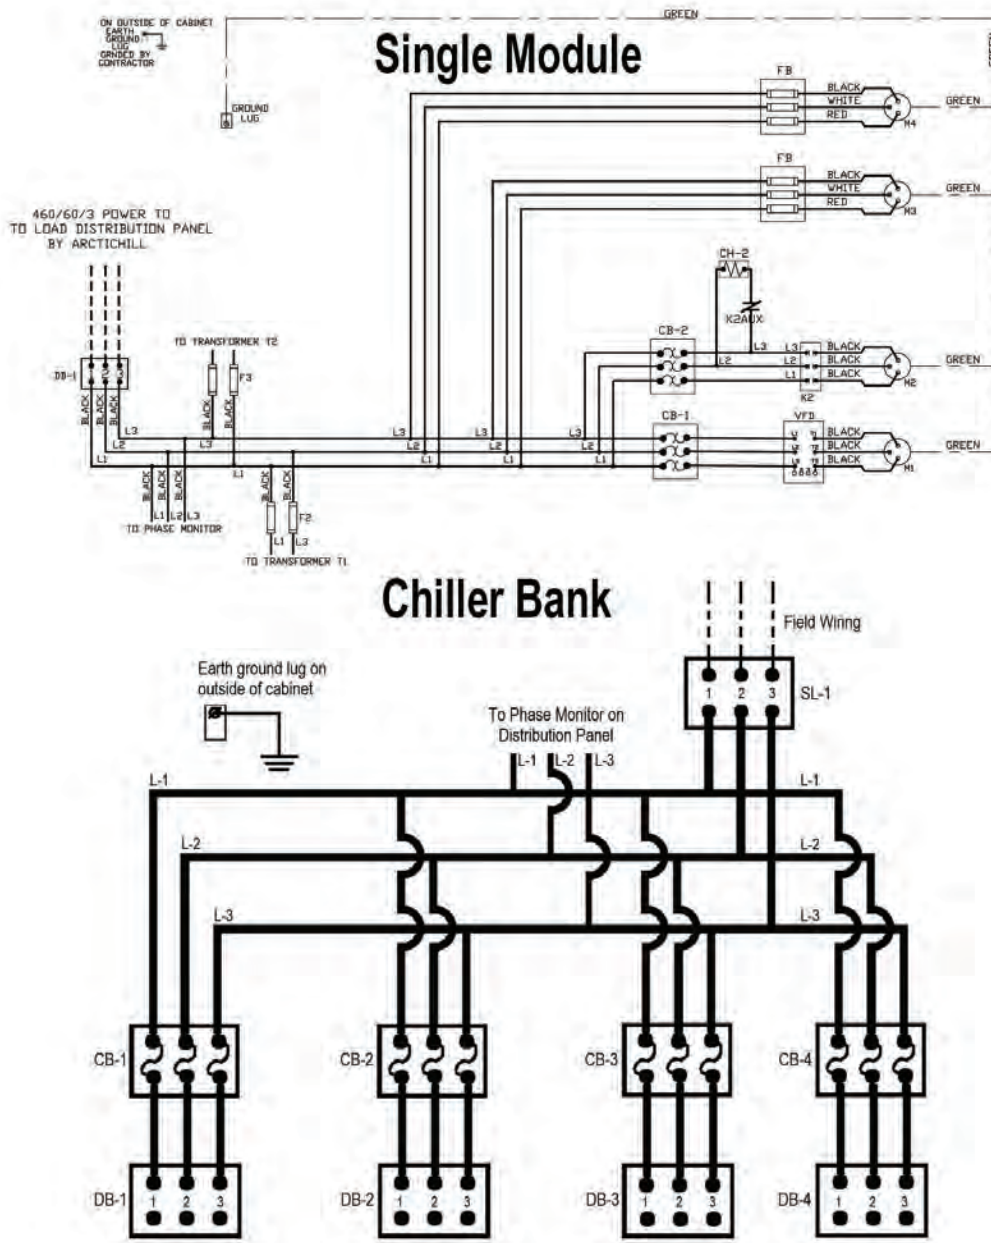 GREEN
ON OUTSIDE OF CABINET
EARTH
GROUND
LUG
GRNDED BY
CONTRACTOR
Single Module
GREEN
GROUND
LUG
FB
BLACK
WHITE
RED
M4
GREEN
FB
BLACK
WHITE
RED
M3
GREEN
460/60/3 POWER TO
TO LOAD DISTRIBUTION PANEL
BY ARCTICHILL
CH-2
K2AUX
CB-2
L3
L2
L3
L2
L1
BLACK
BLACK
BLACK
K2
M2
GREEN
TO TRANSFORMER T2
DB-1
1
2
3
F3
BLACK
BLACK
BLACK
CB-1
VFD
BLACK
BLACK
BLACK
M1
GREEN
L3
L2
L1
L3
L1
L3
L2
L1
L3
L2
L1
L3
L2
L1
BLACK
BLACK
BLACK
BLACK
BLACK
L1
L2
L3
TO PHASE MONITOR
F2
L1
L3
TO TRANSFORMER T1
Chiller Bank
Field Wiring
Earth ground lug on
outside of cabinet
1 2 3
SL-1
To Phase Monitor on
Distribution Panel
L-1 L-2 L-3
L-1
L-1
L-2
L-2
L-3
L-3
CB-1
CB-2
CB-3
CB-4
DB-1 1 2 3
DB-2 1 2 3
DB-3 1 2 3
DB-4 1 2 3